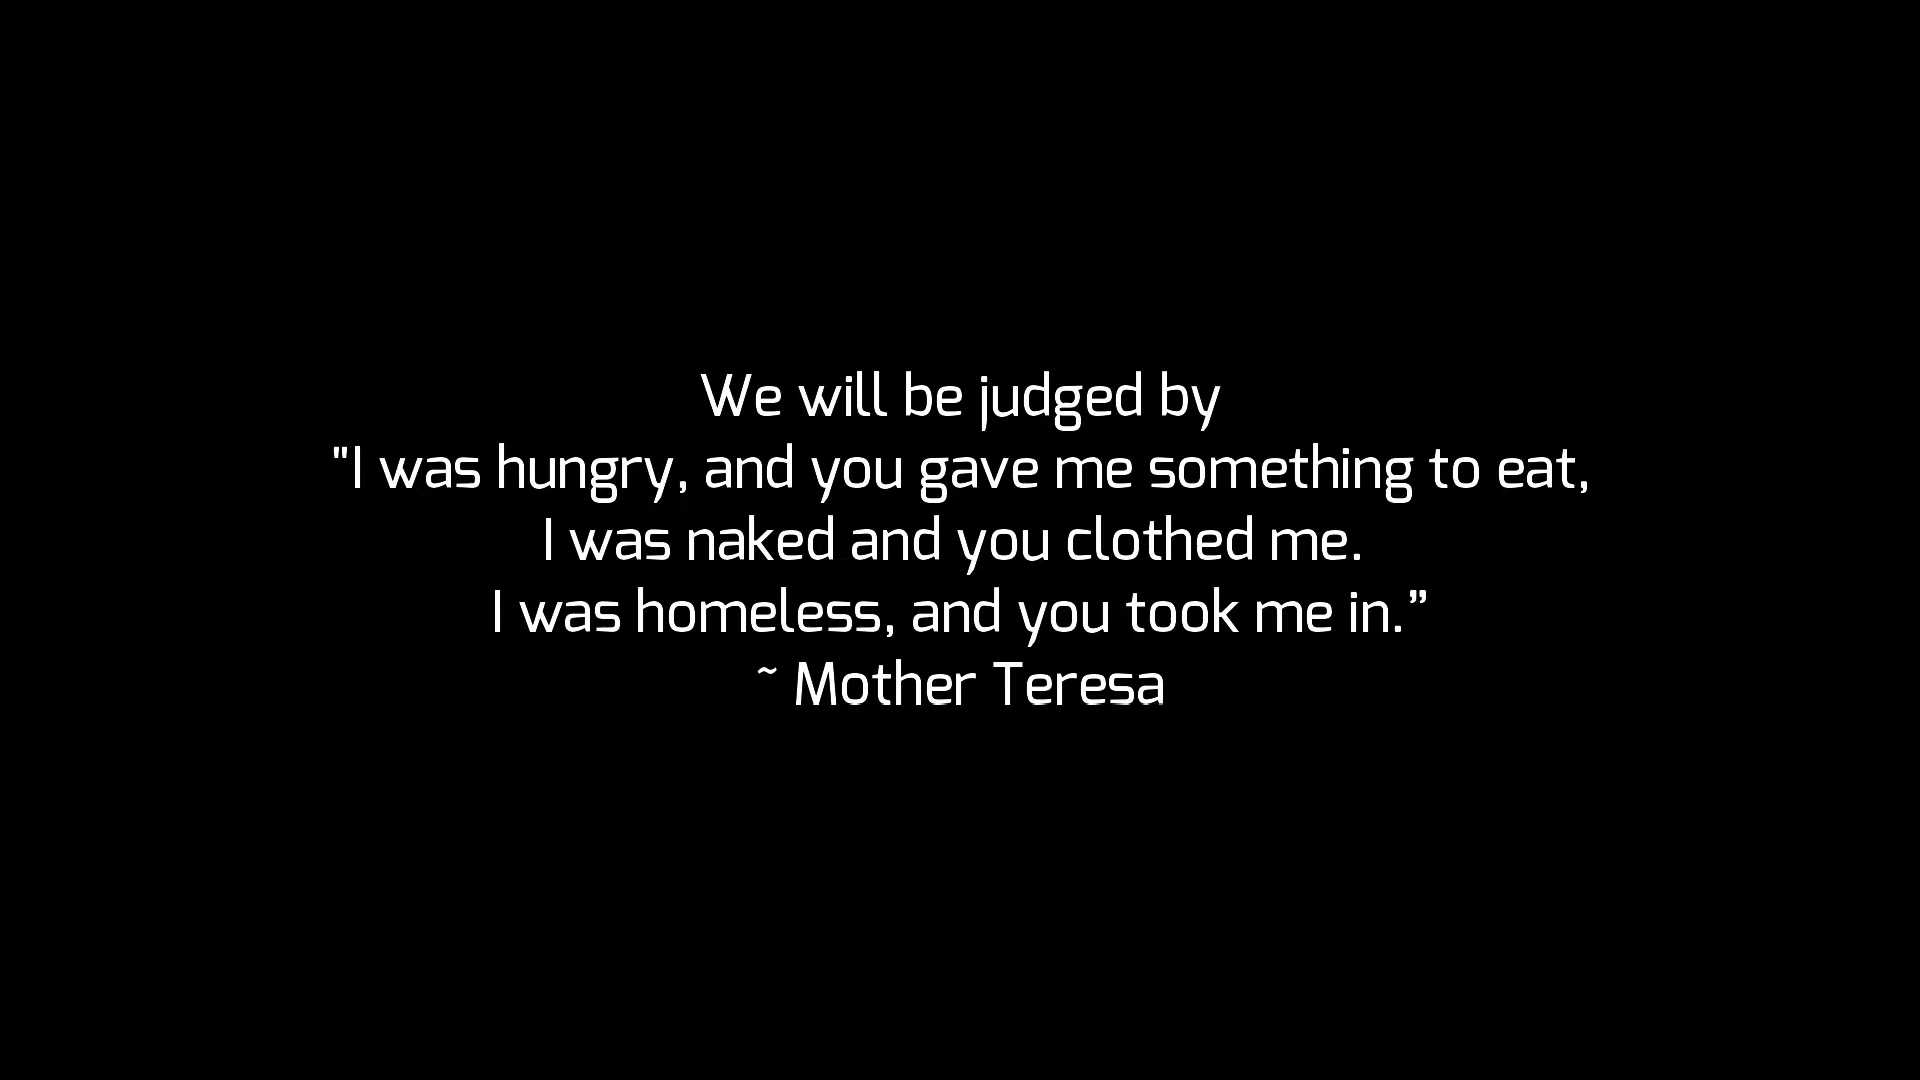 We will be judged by
"I was hungry, and you gave me something to eat,
I was naked and you clothed me.
I was homeless, and you took me in.”
~ Mother Teresa